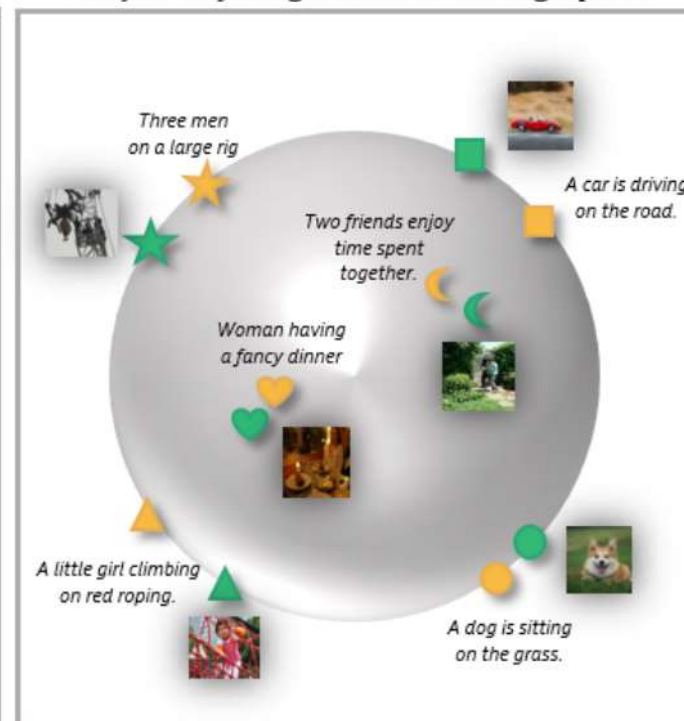 Three men
on a large rig
A car is driving
on the road.
Two friends enjoy
time spent
together.
Woman having
a fancy dinner
A little girl climbing
on red roping.
A dog is sitting
on the grass.